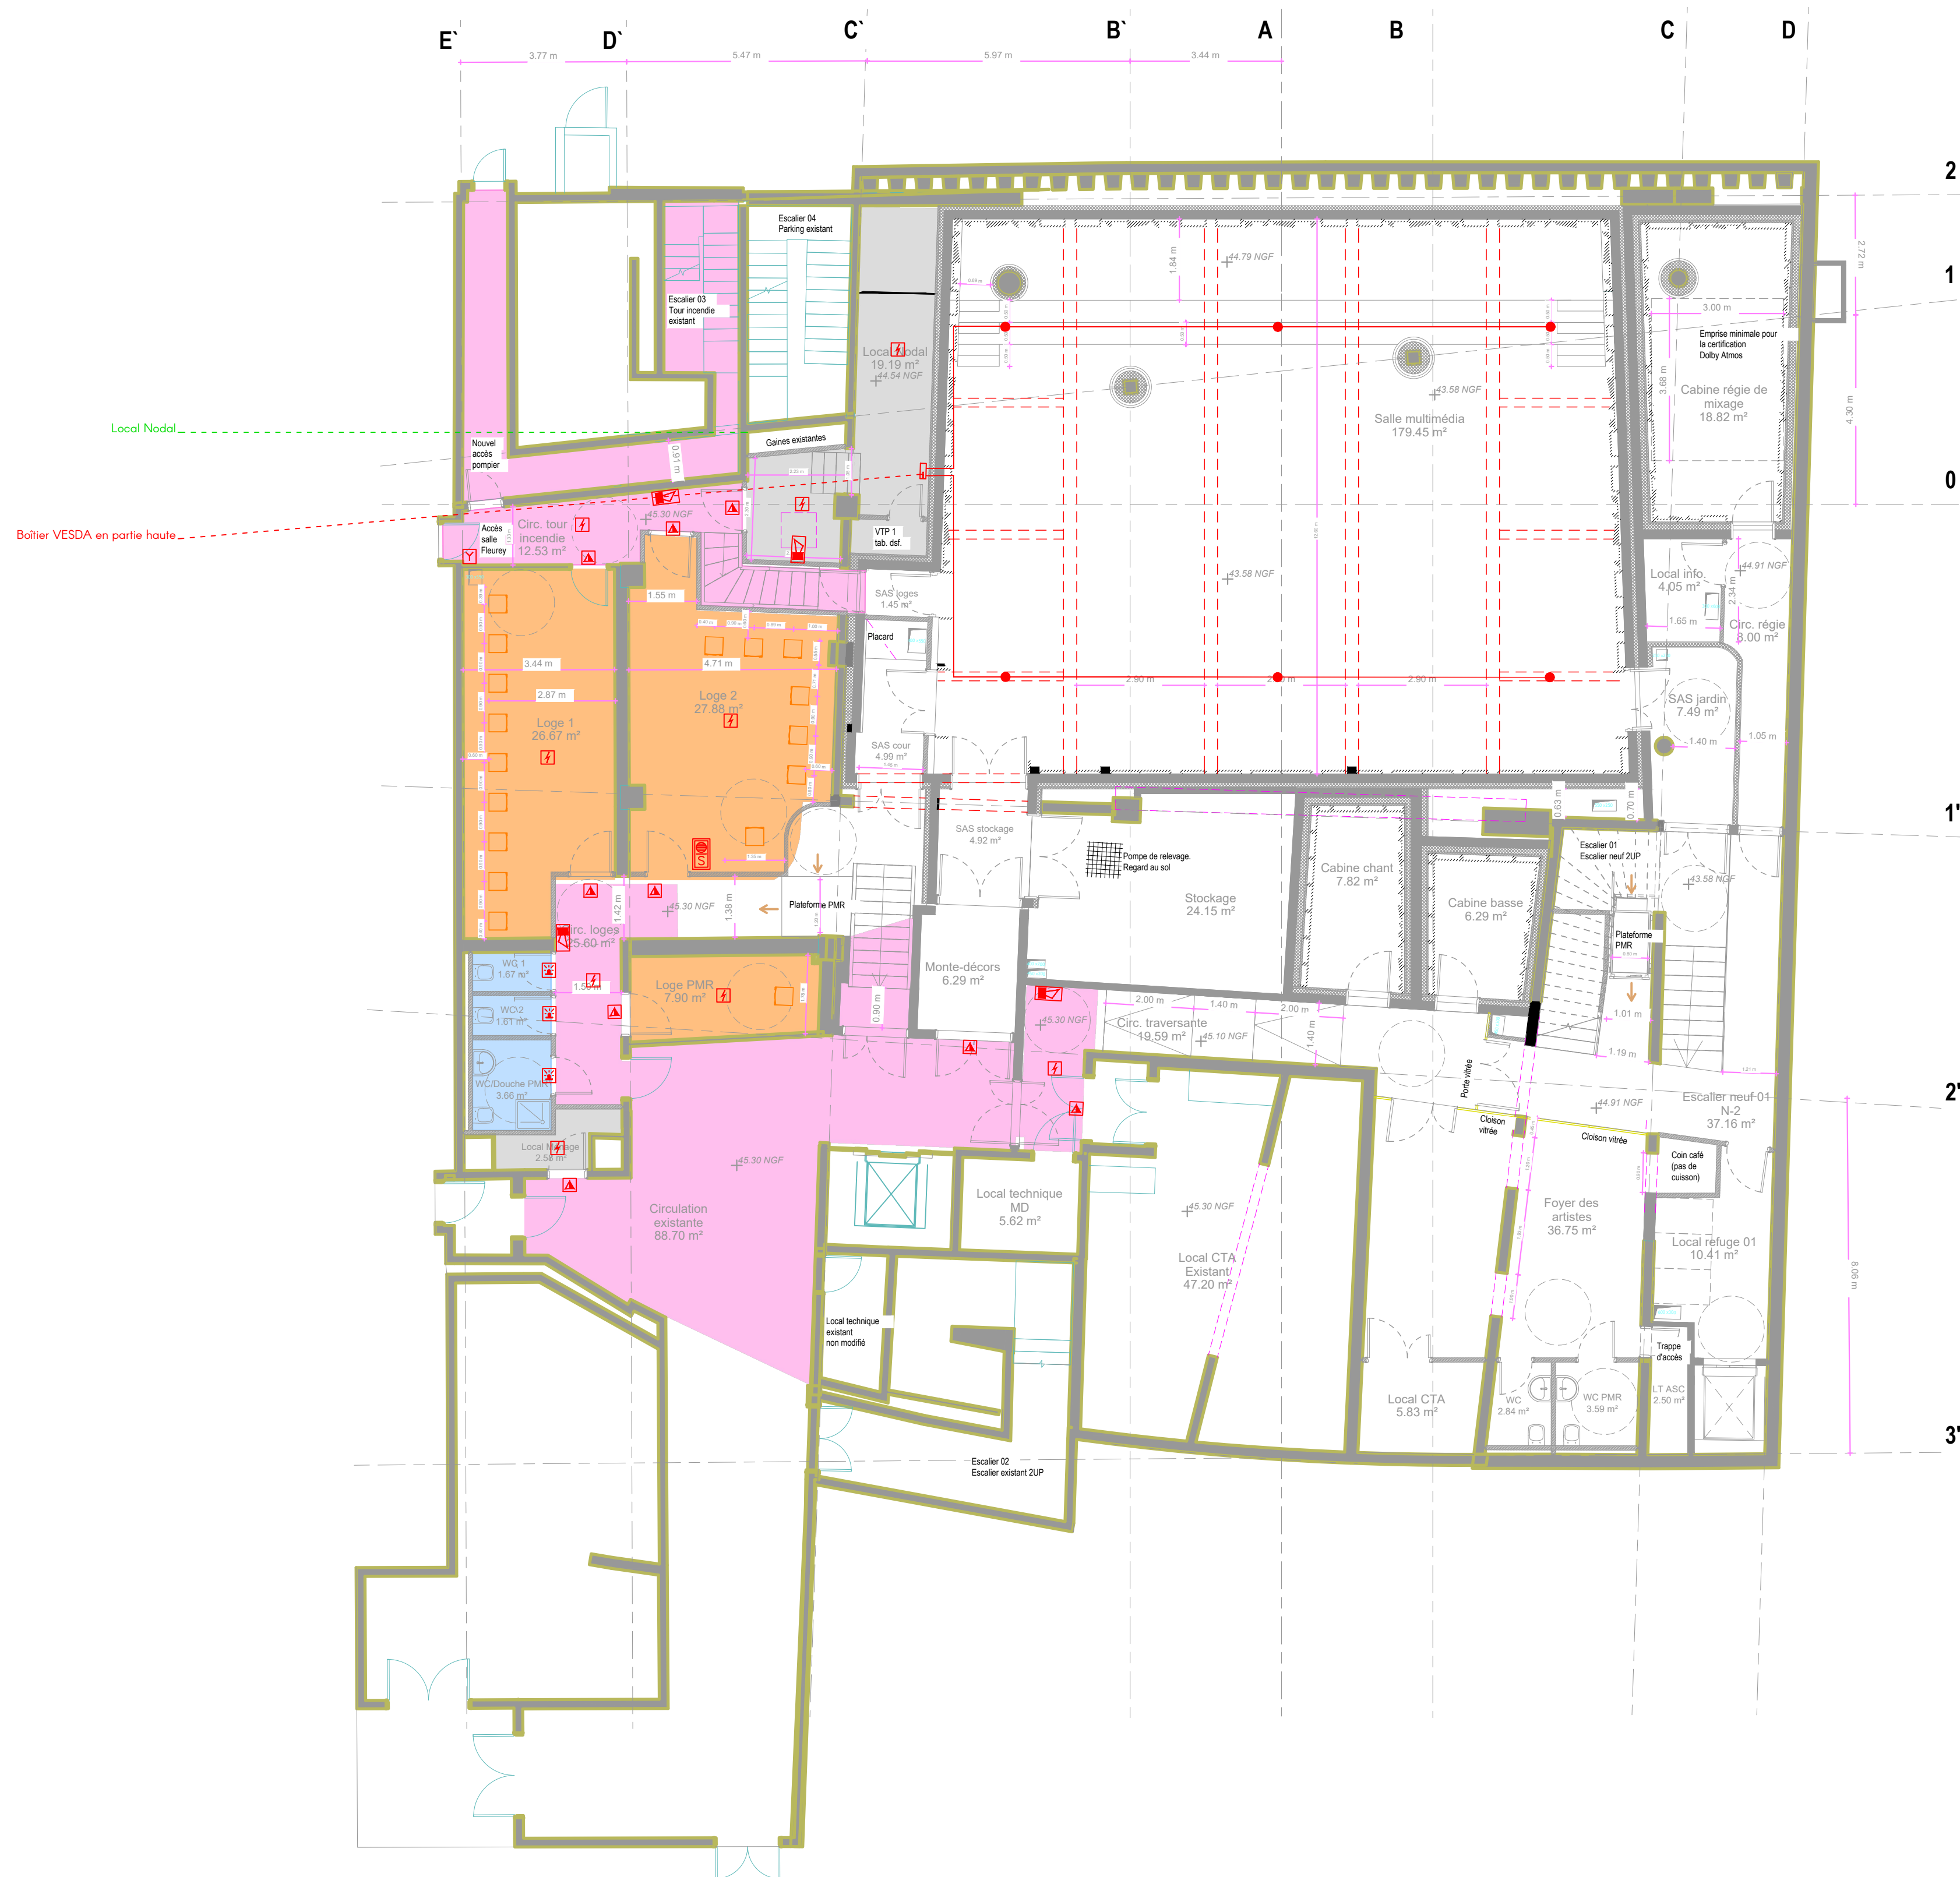 E`
D`
C`
B`
A
B
C
D
3.77 m
5.47 m
5.97 m
3.44 m
2
1
0
1'
2'
3'
2.72 m
4.30 m
8.06 m
Escalier 04
Parking existant
Escalier 03
Tour incendie
existant
Local Nodal
19.19 m²
44.54 NGF
44.79 NGF
1.84 m
43.58 NGF
Salle multimédia
179.45 m²
43.58 NGF
3.00 m
Emprise minimale pour
la certification
Dolby Atmos
3.68 m
Cabine régie de
mixage
18.82 m²
Local Nodal
Gaines existantes
Nouvel
accès
pompier
0.91 m
Boîtier VESDA en partie haute
Accès
salle
Fleurey
Circ. tour
incendie
12.53 m²
45.30 NGF
VTP 1
tab. dsf.
Local info.
4.05 m²
44.91 NGF
2.34 m
1.65 m
Circ. régie
3.00 m²
SAS loges
1.45 m²
Placard
1.55 m
3.44 m
4.71 m
2.87 m
Loge 1
26.67 m²
Loge 2
27.88 m²
2.90 m
2.90 m
SAS jardin
7.49 m²
1.40 m
1.05 m
SAS cour
4.99 m²
0.63 m
0.70 m
SAS stockage
4.92 m²
Pompe de relevage.
Regard au sol
Stockage
24.15 m²
Cabine chant
7.82 m²
Cabine basse
6.29 m²
Escalier 01
Escalier neuf 2UP
43.58 NGF
Plateforme
PMR
S
Plateforme PMR
1.42 m
1.38 m
45.30 NGF
Circ. loges
25.60 m²
WC 1
1.67 m²
WC 2
1.61 m²
WC/Douche PMR
3.66 m²
Loge PMR
7.90 m²
0.90 m
Monte-décors
6.29 m²
45.30 NGF
2.00 m
1.40 m
2.00 m
Circ. traversante
19.59 m²
45.10 NGF
1.40 m
1.01 m
1.19 m
Porte vitrée
Cloison
vitrée
Cloison vitrée
44.91 NGF
Escalier neuf 01
N-2
37.16 m²
Local Ménage
45.30 NGF
Circulation
existante
88.70 m²
Local technique
MD
5.62 m²
45.30 NGF
Local CTA
Existant
47.20 m²
Coin café
(pas de
cuisson)
Foyer des
artistes
36.75 m²
Local refuge 01
10.41 m²
Local technique
existant
non modifié
Trappe
d'accès
Local CTA
5.83 m²
WC
2.84 m²
WC PMR
3.59 m²
LT ASC
2.50 m²
Escalier 02
Escalier existant 2UP